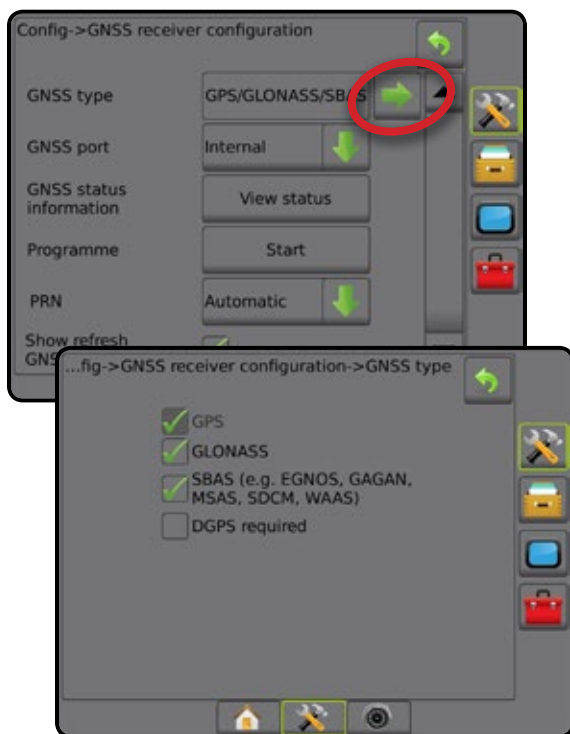 Config->GNSS receiver configuration
GNSS type
GPS/GLONASS/SBAS
GNSS port
Internal
GNSS status
information
View status
Programme
Start
PRN
Automatic
Show refresh
GNS
...fig->GNSS receiver configuration->GNSS type
GPS
GLONASS
SBAS (e.g. EGNOS, GAGAN,
MSAS, SDCM, WAAS)
DGPS required